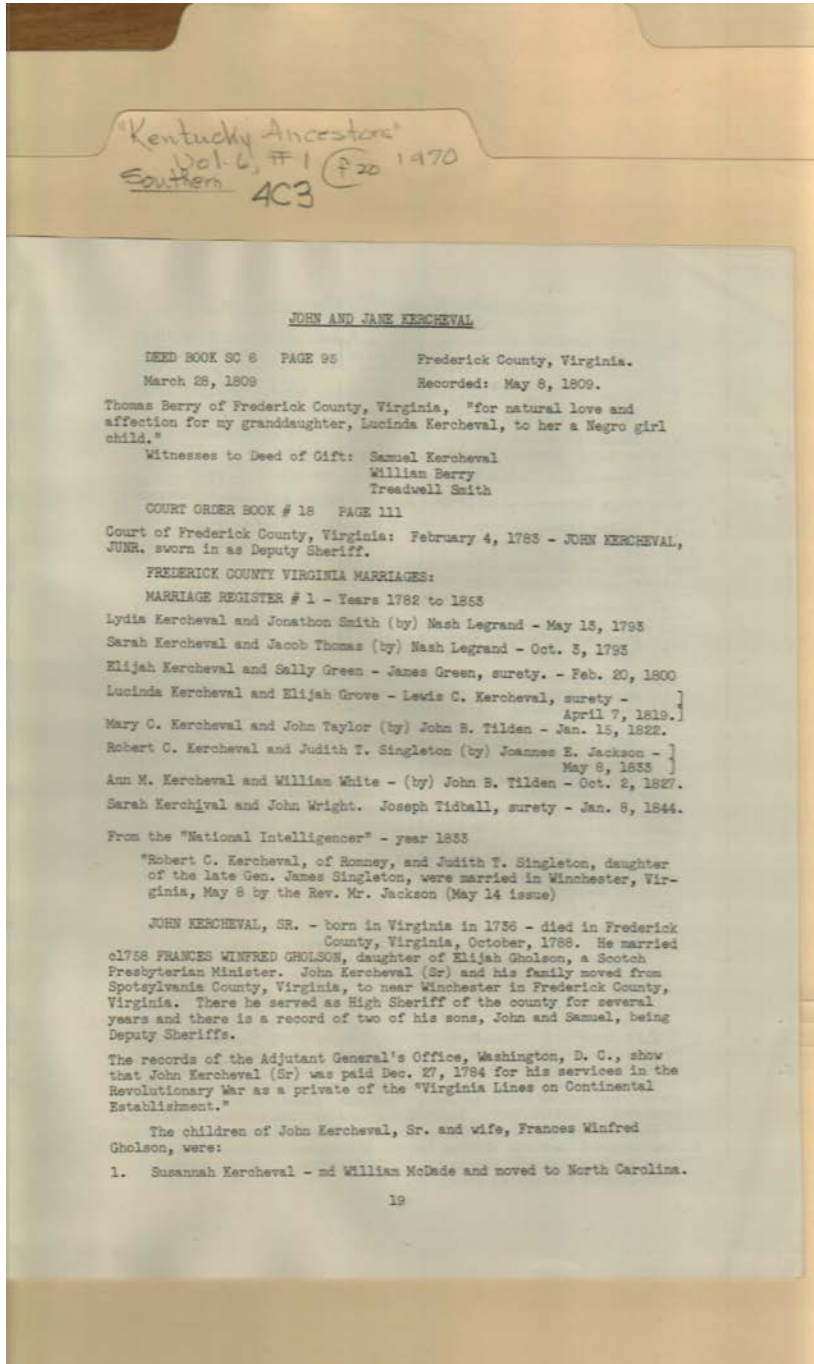 "Kentucky Ancestors"
Vol. 6, #1 p 20 1970
Southern
4C3
JOHN AND JANE KERCHEVAL
DEED BOOK SC 6 PAGE 95 Frederick County, Virginia.
March 28, 1809 Recorded: May 8, 1809.
Thomas Berry of Frederick County, Virginia, "for natural love and
affection for my granddaughter, Lucinda Kercheval, to her a Negro girl
child."
Witnesses to Deed of Gift: Samuel Kercheval
William Berry
Treadwell Smith
COURT ORDER BOOK # 18 PAGE 111
Court of Frederick County, Virginia: February 4, 1783 - JOHN KERCHEVAL,
JUNR. sworn in as Deputy Sheriff.
FREDERICK COUNTY VIRGINIA MARRIAGES:
MARRIAGE REGISTER # 1 - Years 1782 to 1853
Lydia Kercheval and Jonathon Smith (by) Nash Legrand - May 13, 1793
Sarah Kercheval and Jacob Thomas (by) Nash Legrand - Oct. 3, 1793
Elijah Kercheval and Sally Green - James Green, surety. - Feb. 20, 1800
Lucinda Kercheval and Elijah Grove - Lewis C. Kercheval, surety - ]
April 7, 1819.]
Mary C. Kercheval and John Taylor (by) John B. Tilden - Jan. 15, 1822.
Robert C. Kercheval and Judith T. Singleton (by) Joannes E. Jackson - ]
May 8, 1833 ]
Ann M. Kercheval and William White - (by) John B. Tilden - Oct. 2, 1827.
Sarah Kerchival and John Wright. Joseph Tidball, surety - Jan. 8, 1844.
From the "National Intelligencer" - year 1833
"Robert C. Kercheval, of Romney, and Judith T. Singleton, daughter
of the late Gen. James Singleton, were married in Winchester, Vir-
ginia, May 8 by the Rev. Mr. Jackson (May 14 issue)
JOHN KERCHEVAL, SR. - born in Virginia in 1736 - died in Frederick
County, Virginia, October, 1788. He married
c1758 FRANCES WINFRED GHOLSON, daughter of Elijah Gholson, a Scotch
Presbyterian Minister. John Kercheval (Sr) and his family moved from
Spotsylvania County, Virginia, to near Winchester in Frederick County,
Virginia. There he served as High Sheriff of the county for several
years and there is a record of two of his sons, John and Samuel, being
Deputy Sheriffs.
The records of the Adjutant General's Office, Washington, D. C., show
that John Kercheval (Sr) was paid Dec. 27, 1784 for his services in the
Revolutionary War as a private of the "Virginia Lines on Continental
Establishment."
The children of John Kercheval, Sr. and wife, Frances Winfred
Gholson, were:
1. Susannah Kercheval - md William McDade and moved to North Carolina.
19